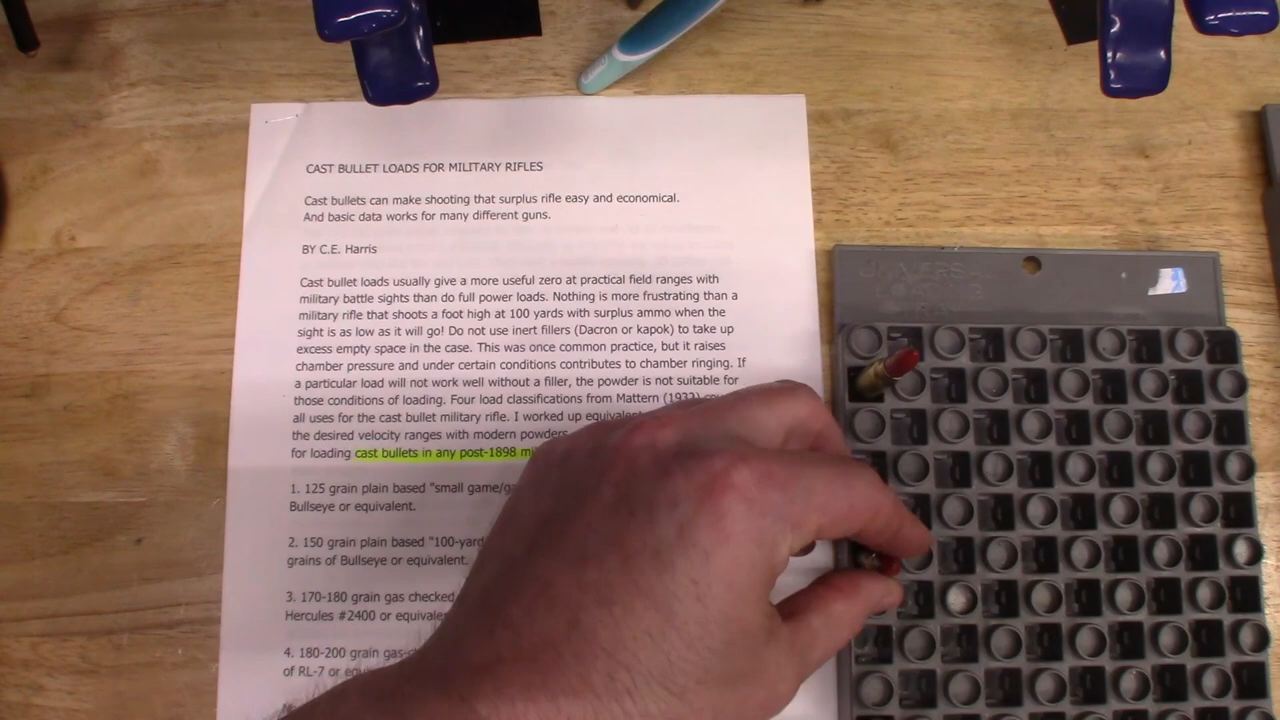 CAST BULLET LOADS FOR MILITARY RIFLES
Cast bullets can make shooting that surplus rifle easy and economical.
And basic data works for many different guns.
BY C.E. Harris
Cast bullet loads usually give a more useful zero at practical field ranges with
military battle sights than do full power loads. Nothing is more frustrating than a
military rifle that shoots a foot high at 100 yards with surplus ammo when the
sight is as low as it will go! Do not use inert fillers (Dacron or kapok) to take up
excess empty space in the case. This was once common practice, but it raises
chamber pressure and under certain conditions contributes to chamber ringing. If
a particular load will not work well without a filler, the powder is not suitable for
those conditions of loading. Four load classifications from Mattern (1932)
all uses for the cast bullet military rifle. I worked up
the desired velocity ranges with modern powders
for loading cast bullets in any post-1898
1. 125 grain plain based "small
Bullseye or equivalent.
2. 150 grain plain based "100-yard
grains of Bullseye or equivalent.
3. 170-180 grain gas checked
Hercules #2400 or
4. 180-200 grain
of RL-7 or